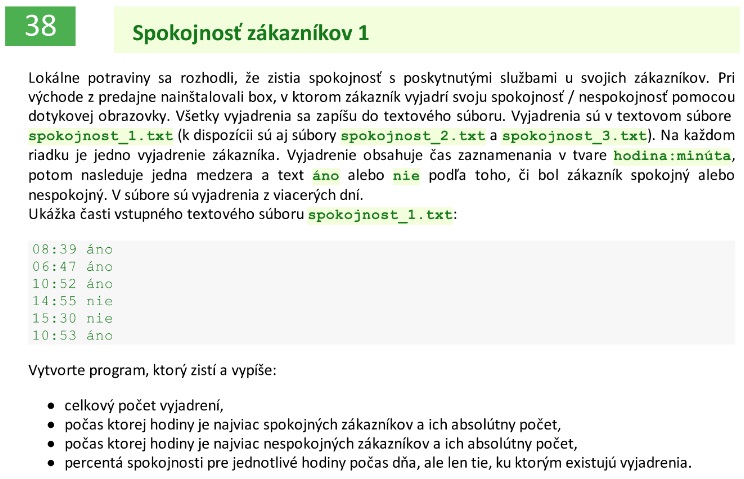 38
Spokojnosť zákazníkov 1
Lokálne potraviny sa rozhodli, že zistia spokojnosť s poskytnutými službami u svojich zákazníkov. Pri
východe z predajne nainštalovali box, v ktorom zákazník vyjadrí svoju spokojnosť / nespokojnosť pomocou
dotykovej obrazovky. Všetky vyjadrenia sa zapíšu do textového súboru. Vyjadrenia sú v textovom súbore
spokojnost_1.txt (k dispozícii sú aj súbory spokojnost_2.txt a spokojnost_3.txt). Na každom
riadku je jedno vyjadrenie zákazníka. Vyjadrenie obsahuje čas zaznamenania v tvare hodina:minúta,
potom nasleduje jedna medzera a text áno alebo nie podľa toho, či bol zákazník spokojný alebo
nespokojný. V súbore sú vyjadrenia z viacerých dní.
Ukážka časti vstupného textového súboru spokojnost_1.txt:
08:39 áno
06:47 áno
10:52 áno
14:55 nie
15:30 nie
10:53 áno
Vytvorte program, ktorý zistí a vypíše:
• celkový počet vyjadrení,
• počas ktorej hodiny je najviac spokojných zákazníkov a ich absolútny počet,
• počas ktorej hodiny je najviac nespokojných zákazníkov a ich absolútny počet,
• percentá spokojnosti pre jednotlivé hodiny počas dňa, ale len tie, ku ktorým existujú vyjadrenia.